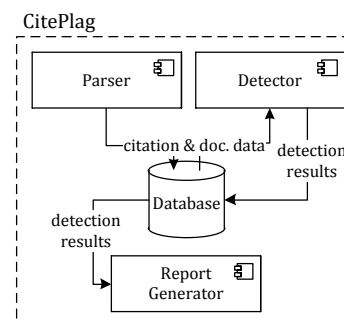 CitePlag
Parser
Detector
citation & doc. data
detection
results
Database
detection
results
Report
Generator